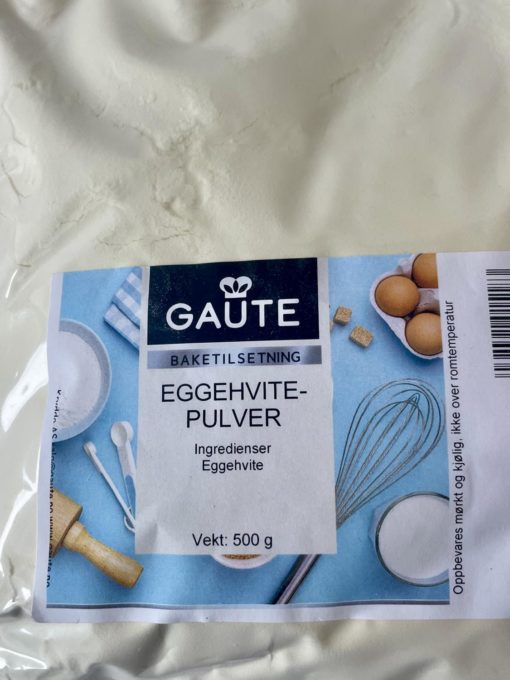 GAUTE
BAKETILSETNING
EGGEHVITE-
PULVER
Ingredienser
Eggehvite
Vekt: 500 g
Oppbevares mørkt og kjølig, ikke over romtemperatur